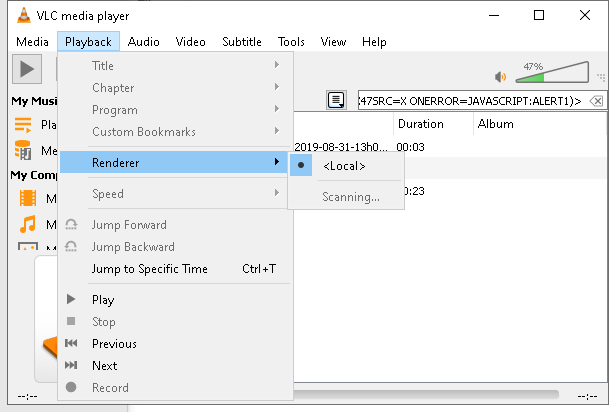 VLC media player
Media Playback Audio Video Subtitle Tools View Help
47%
Title
Chapter
Program
Custom Bookmarks
Renderer
<Local>
Scanning...
Speed
Jump Forward
Jump Backward
Jump to Specific Time Ctrl+T
Play
Stop
Previous
Next
Record
My Musi
Pla
Me
My Comp
M
M
M
47SRC=X ONERROR=JAVASCRIPT:ALERT1)>
Duration Album
2019-08-31-13h0... 00:03
0:23
--:-- --:--